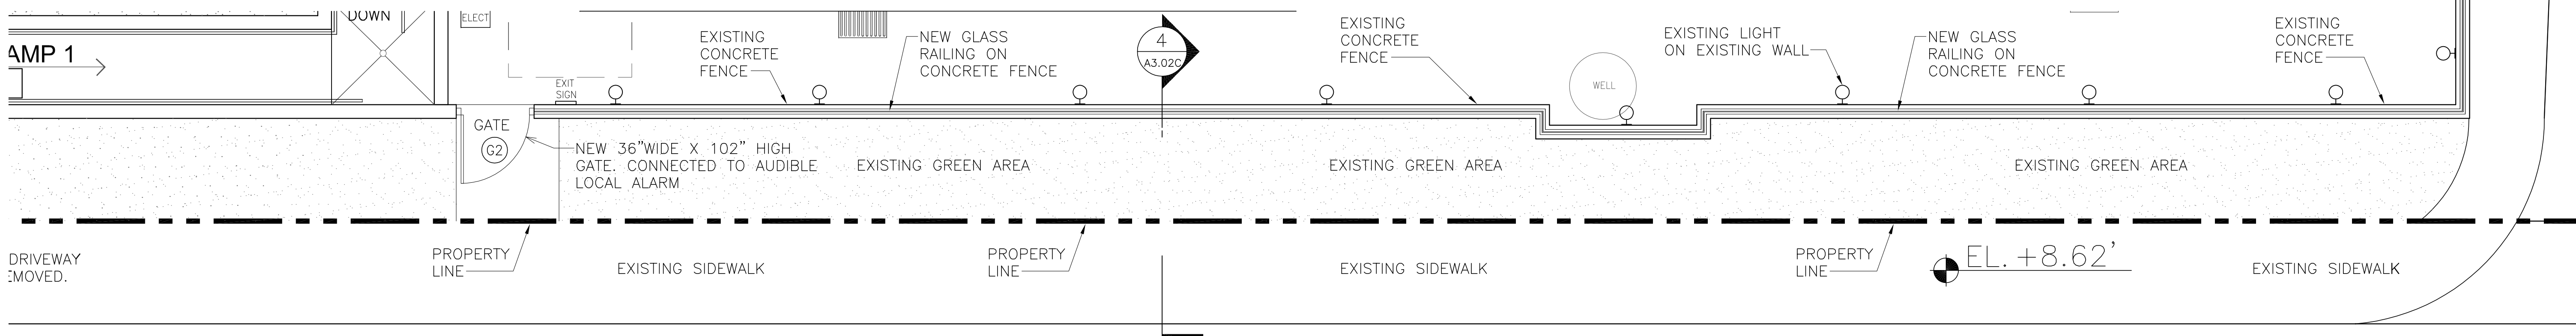 DOWN
ELECT
AMP 1
EXISTING
CONCRETE
FENCE
NEW GLASS
RAILING ON
CONCRETE FENCE
4
A3.02C
EXISTING
CONCRETE
FENCE
WELL
EXISTING LIGHT
ON EXISTING WALL
NEW GLASS
RAILING ON
CONCRETE FENCE
EXISTING
CONCRETE
FENCE
EXIT
SIGN
GATE
G2
NEW 36"WIDE X 102" HIGH
GATE. CONNECTED TO AUDIBLE
LOCAL ALARM
EXISTING GREEN AREA
EXISTING GREEN AREA
EXISTING GREEN AREA
DRIVEWAY
EMOVED.
PROPERTY
LINE
EXISTING SIDEWALK
PROPERTY
LINE
EXISTING SIDEWALK
PROPERTY
LINE
EL. +8.62'
EXISTING SIDEWALK